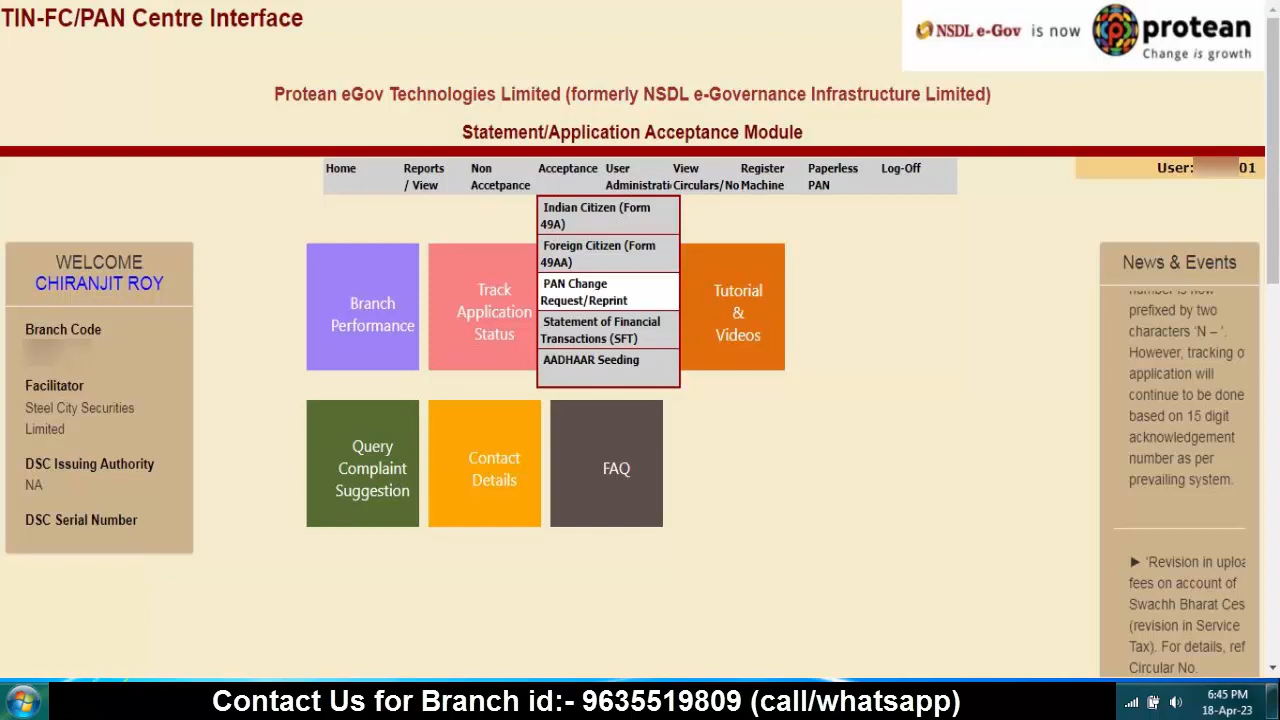 TIN-FC/PAN Centre Interface
NSDL e-Gov is now protean
Change is growth
Protean eGov Technologies Limited (formerly NSDL e-Governance Infrastructure Limited)
Statement/Application Acceptance Module
Home Reports Non Acceptance User View Register Paperless Log-Off
/ View Accetpance Administrati Circulars/No Machine PAN
User: 01
Indian Citizen (Form
49A)
Foreign Citizen (Form
49AA)
PAN Change
Request/Reprint
Statement of Financial
Transactions (SFT)
AADHAAR Seeding
WELCOME
CHIRANJIT ROY
Branch Code
Facilitator
Steel City Securities
Limited
DSC Issuing Authority
NA
DSC Serial Number
Branch
Performance
Track
Application
Status
Tutorial
&
Videos
Query
Complaint
Suggestion
Contact
Details
FAQ
News & Events
number is now
prefixed by two
characters ‘N – ’.
However, tracking o
application will
continue to be done
based on 15 digit
acknowledgement
number as per
prevailing system.
► ‘Revision in uploa
fees on account of
Swachh Bharat Ces
(revision in Service
Tax). For details, ref
Circular No.
Contact Us for Branch id:- 9635519809 (call/whatsapp)
6:45 PM
18-Apr-23